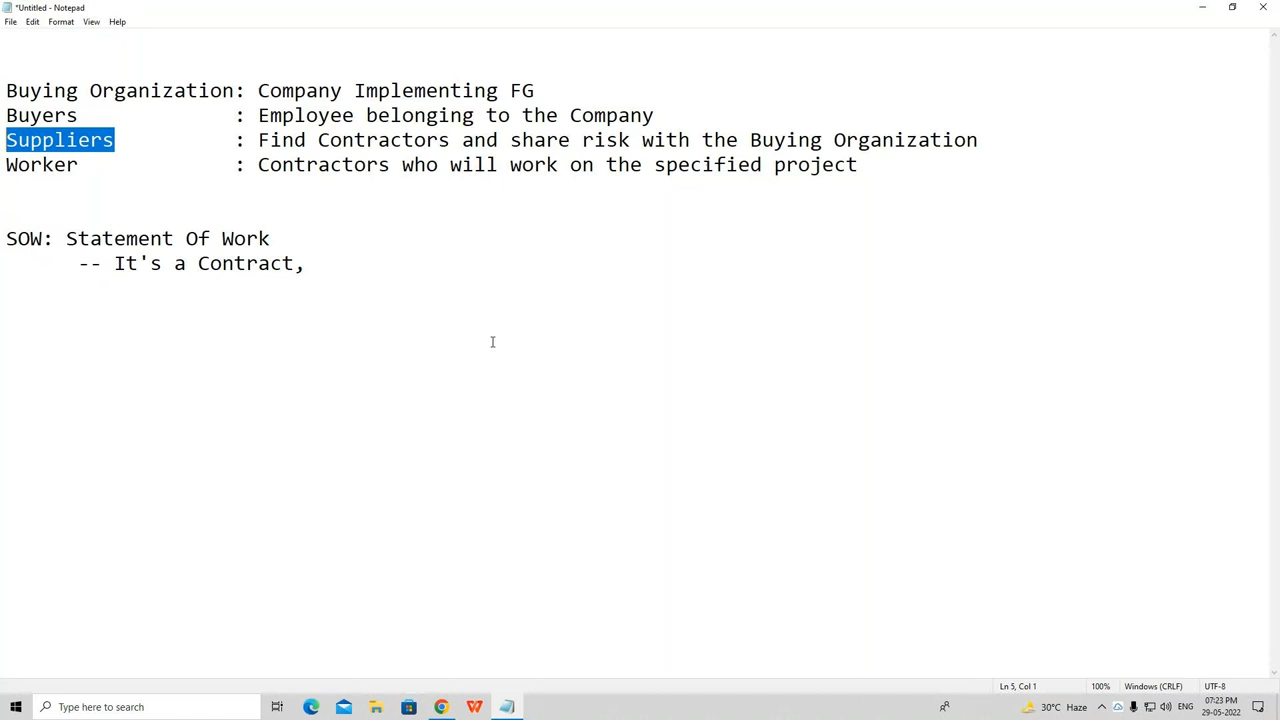 *Untitled - Notepad
File Edit Format View Help
Buying Organization: Company Implementing FG
Buyers : Employee belonging to the Company
Suppliers : Find Contractors and share risk with the Buying Organization
Worker : Contractors who will work on the specified project
SOW: Statement Of Work
-- It's a Contract,
Ln 5, Col 1 100% Windows (CRLF) UTF-8
Type here to search 30°C Haze ENG 07:23 PM
29-05-2022